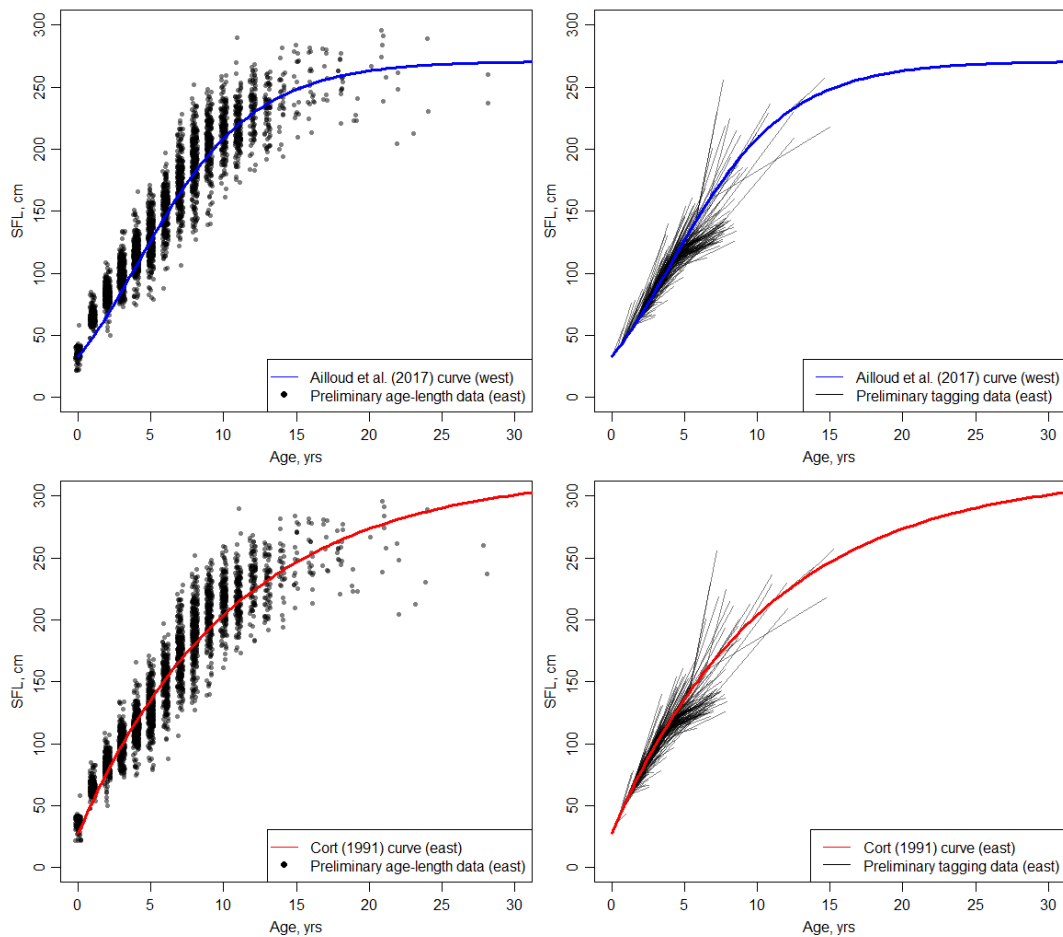 300
250
200
150
100
50
0
SFL, cm
Ailloud et al. (2017) curve (west)
Preliminary age-length data (east)
0 5 10 15 20 25 30
Age, yrs
300
250
200
150
100
50
0
SFL, cm
Ailloud et al. (2017) curve (west)
Preliminary tagging data (east)
0 5 10 15 20 25 30
Age, yrs
300
250
200
150
100
50
0
SFL, cm
Cort (1991) curve (east)
Preliminary age-length data (east)
0 5 10 15 20 25 30
Age, yrs
300
250
200
150
100
50
0
SFL, cm
Cort (1991) curve (east)
Preliminary tagging data (east)
0 5 10 15 20 25 30
Age, yrs